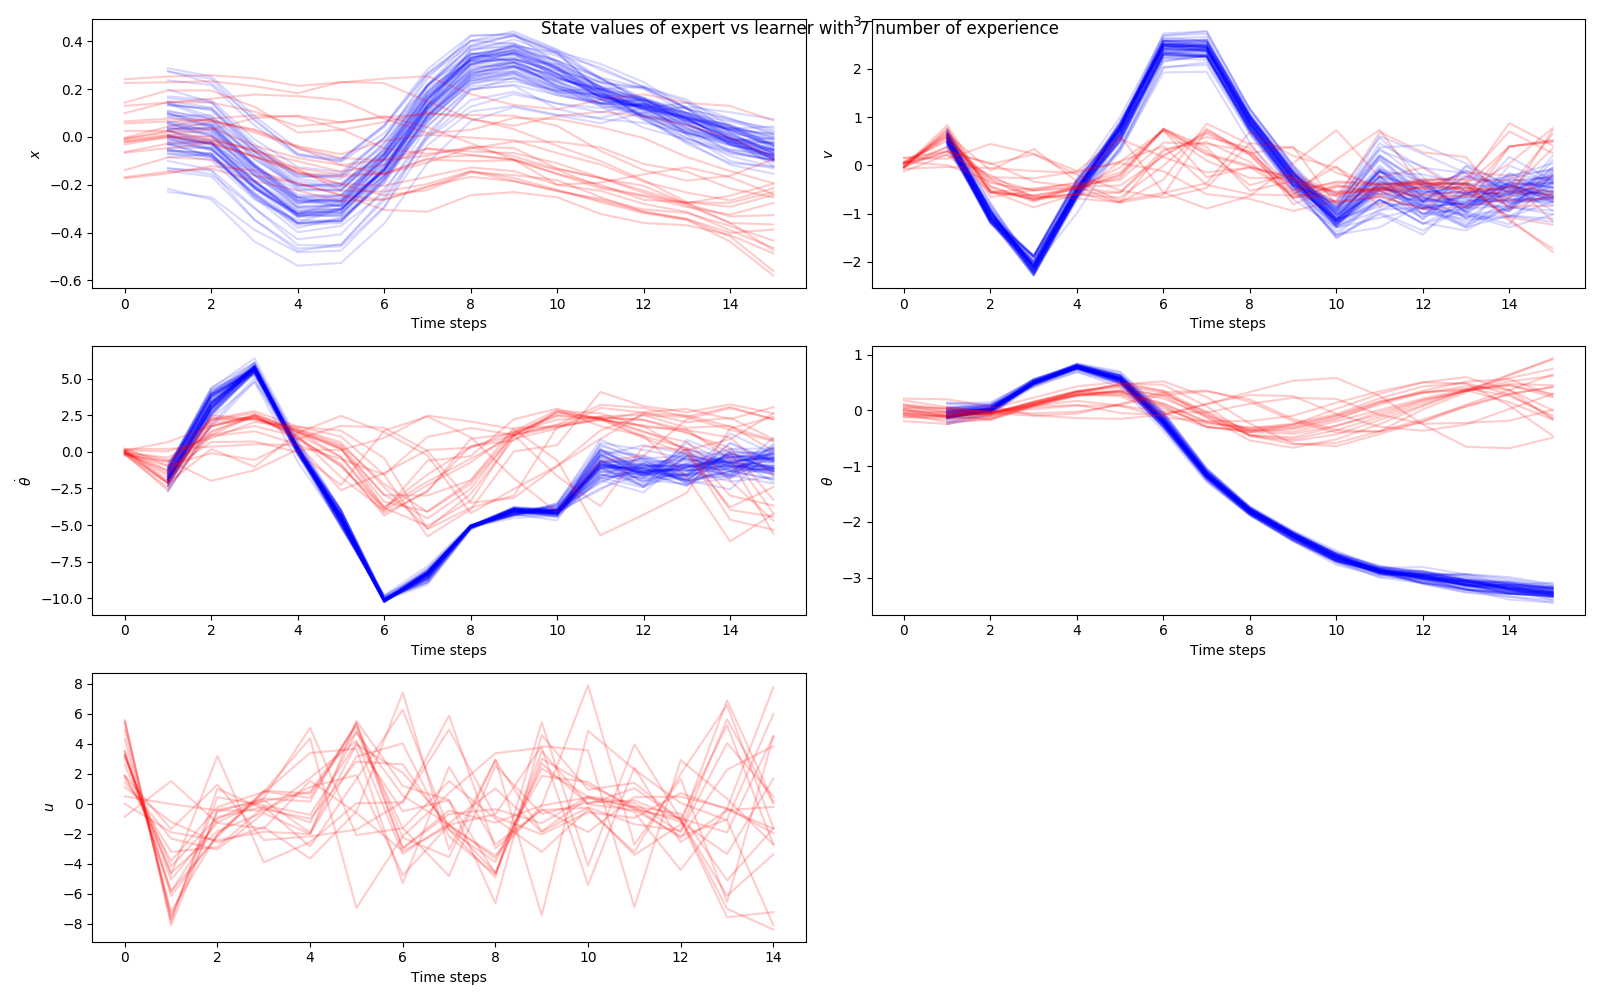 State values of expert vs learner with 7 number of experience
0.4
0.2
0.0
−0.2
−0.4
−0.6
x
0 2 4 6 8 10 12 14
Time steps
3
2
1
0
−1
−2
v
0 2 4 6 8 10 12 14
Time steps
5.0
2.5
0.0
−2.5
−5.0
−7.5
−10.0
θ̇
0 2 4 6 8 10 12 14
Time steps
1
0
−1
−2
−3
θ
0 2 4 6 8 10 12 14
Time steps
8
6
4
2
0
−2
−4
−6
−8
u
0 2 4 6 8 10 12 14
Time steps